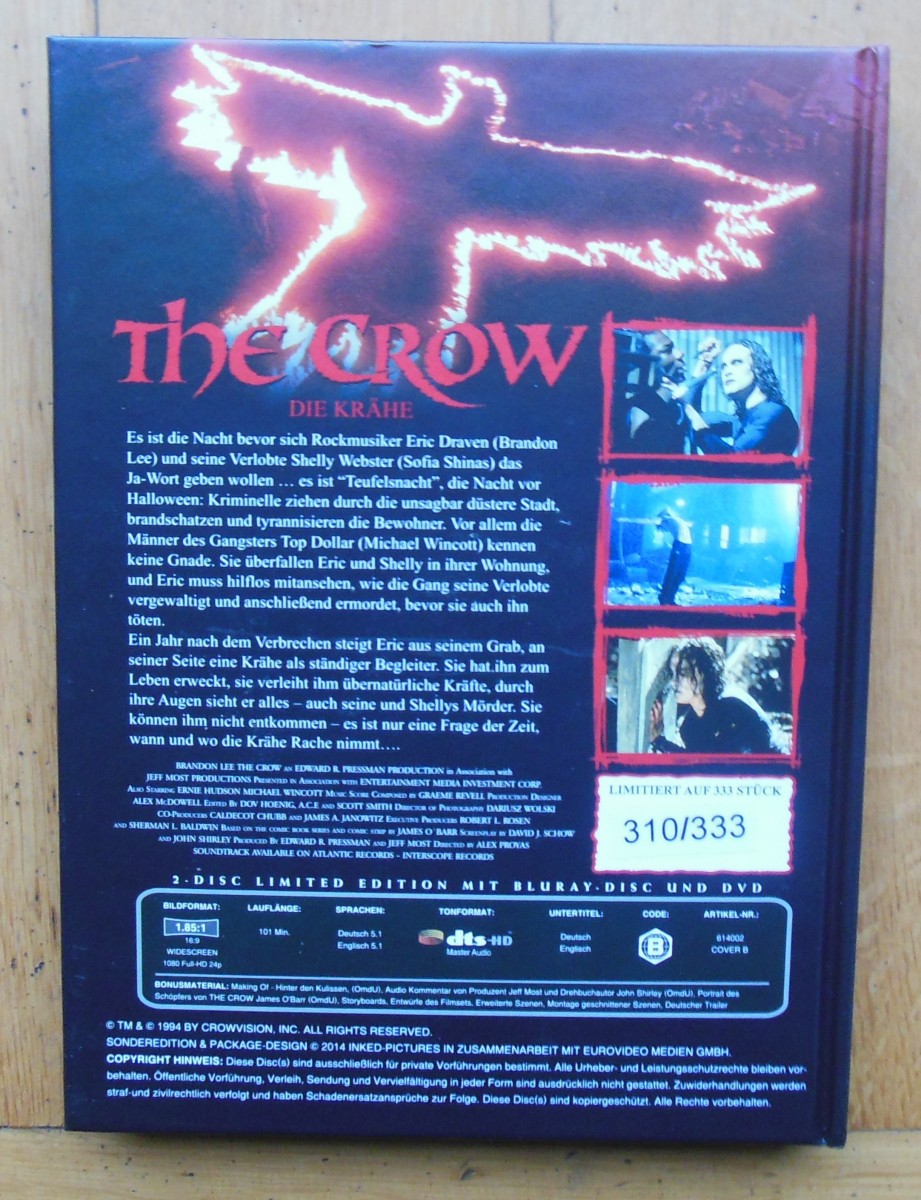 THE CROW
DIE KRÄHE
Es ist die Nacht bevor sich Rockmusiker Eric Draven (Brandon
Lee) und seine Verlobte Shelly Webster (Sofia Shinas) das
Ja-Wort geben wollen … es ist “Teufelsnacht”, die Nacht vor
Halloween: Kriminelle ziehen durch die unsagbar düstere Stadt,
brandschatzen und tyrannisieren die Bewohner. Vor allem die
Männer des Gangsters Top Dollar (Michael Wincott) kennen
keine Gnade. Sie überfallen Eric und Shelly in ihrer Wohnung,
und Eric muss hilflos mitansehen, wie die Gang seine Verlobte
vergewaltigt und anschließend ermordet, bevor sie auch ihn
töten.
Ein Jahr nach dem Verbrechen steigt Eric aus seinem Grab, an
seiner Seite eine Krähe als ständiger Begleiter. Sie hat ihn zum
Leben erweckt, sie verleiht ihm übernatürliche Kräfte, durch
ihre Augen sieht er alles – auch seine und Shellys Mörder. Sie
können ihm nicht entkommen – es ist nur eine Frage der Zeit,
wann und wo die Krähe Rache nimmt….
BRANDON LEE THE CROW AN EDWARD R. PRESSMAN PRODUCTION in Association with
JEFF MOST PRODUCTIONS PRESENTED IN ASSOCIATION WITH ENTERTAINMENT MEDIA INVESTMENT CORP.
ALSO STARRING ERNIE HUDSON MICHAEL WINCOTT MUSIC SCORE COMPOSED BY GRAEME REVELL PRODUCTION DESIGNER
ALEX McDOWELL EDITED BY DOV HOENIG, A.C.E AND SCOTT SMITH DIRECTOR OF PHOTOGRAPHY DARIUSZ WOLSKI
CO-PRODUCERS CALDECOT CHUBB AND JAMES A. JANOWITZ EXECUTIVE PRODUCERS ROBERT L. ROSEN
AND SHERMAN L. BALDWIN BASED ON THE COMIC BOOK SERIES AND COMIC STRIP BY JAMES O´BARR SCREENPLAY BY DAVID J. SCHOW
AND JOHN SHIRLEY PRODUCED BY EDWARD R. PRESSMAN AND JEFF MOST DIRECTED BY ALEX PROYAS
SOUNDTRACK AVAILABLE ON ATLANTIC RECORDS - INTERSCOPE RECORDS
LIMITIERT AUF 333 STÜCK
310/333
2-DISC LIMITED EDITION MIT BLURAY-DISC UND DVD
BILDFORMAT: LAUFLÄNGE: SPRACHEN: TONFORMAT: UNTERTITEL: CODE: ARTIKEL-NR.:
1.85:1
16:9
WIDESCREEN
1080 Full-HD 24p
101 Min.
Deutsch 5.1
Englisch 5.1
dts-HD
Master Audio
Deutsch
Englisch
B
614002
COVER B
BONUSMATERIAL: Making Of - Hinter den Kulissen, (OmdU), Audio Kommentar von Produzent Jeff Most und Drehbuchautor John Shirley (OmdU), Portrait des
Schöpfers von THE CROW James O'Barr (OmdU), Storyboards, Entwürfe des Filmsets, Erweiterte Szenen, Montage geschnittener Szenen, Deutscher Trailer
© TM & © 1994 BY CROWVISION, INC. ALL RIGHTS RESERVED.
SONDEREDITION & PACKAGE-DESIGN © 2014 INKED-PICTURES IN ZUSAMMENARBEIT MIT EUROVIDEO MEDIEN GMBH.
COPYRIGHT HINWEIS: Diese Disc(s) sind ausschließlich für private Vorführungen bestimmt. Alle Urheber- und Leistungsschutzrechte bleiben vor-
behalten. Öffentliche Vorführung, Verleih, Sendung und Vervielfältigung in jeder Form sind ausdrücklich nicht gestattet. Zuwiderhandlungen werden
straf-und zivilrechtlich verfolgt und haben Schadenersatzansprüche zur Folge. Diese Disc(s) sind kopiergeschützt. Alle Rechte vorbehalten.